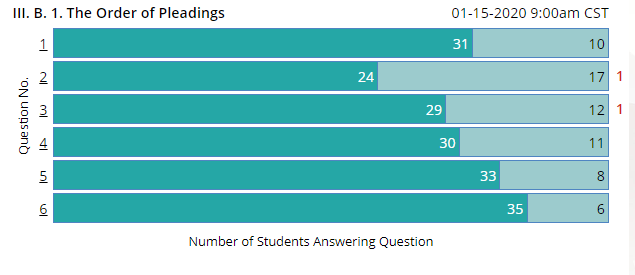 III. B. 1. The Order of Pleadings 01-15-2020 9:00am CST
1 31 10
2 24 17 1
3 29 12 1
4 30 11
5 33 8
6 35 6
Question No.
Number of Students Answering Question